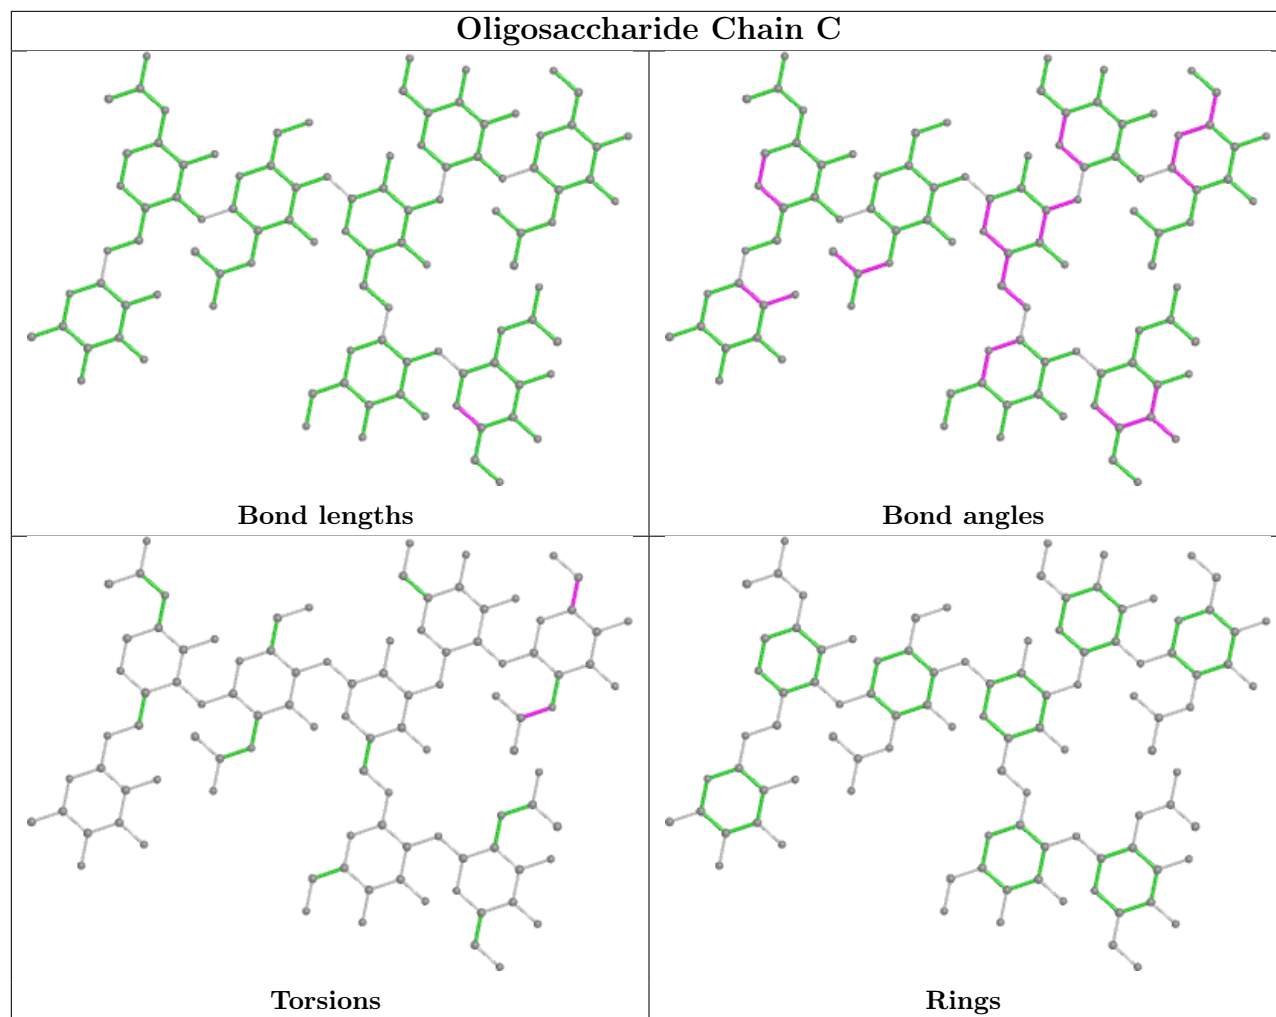 Oligosaccharide Chain C
Bond lengths
Bond angles
Torsions
Rings